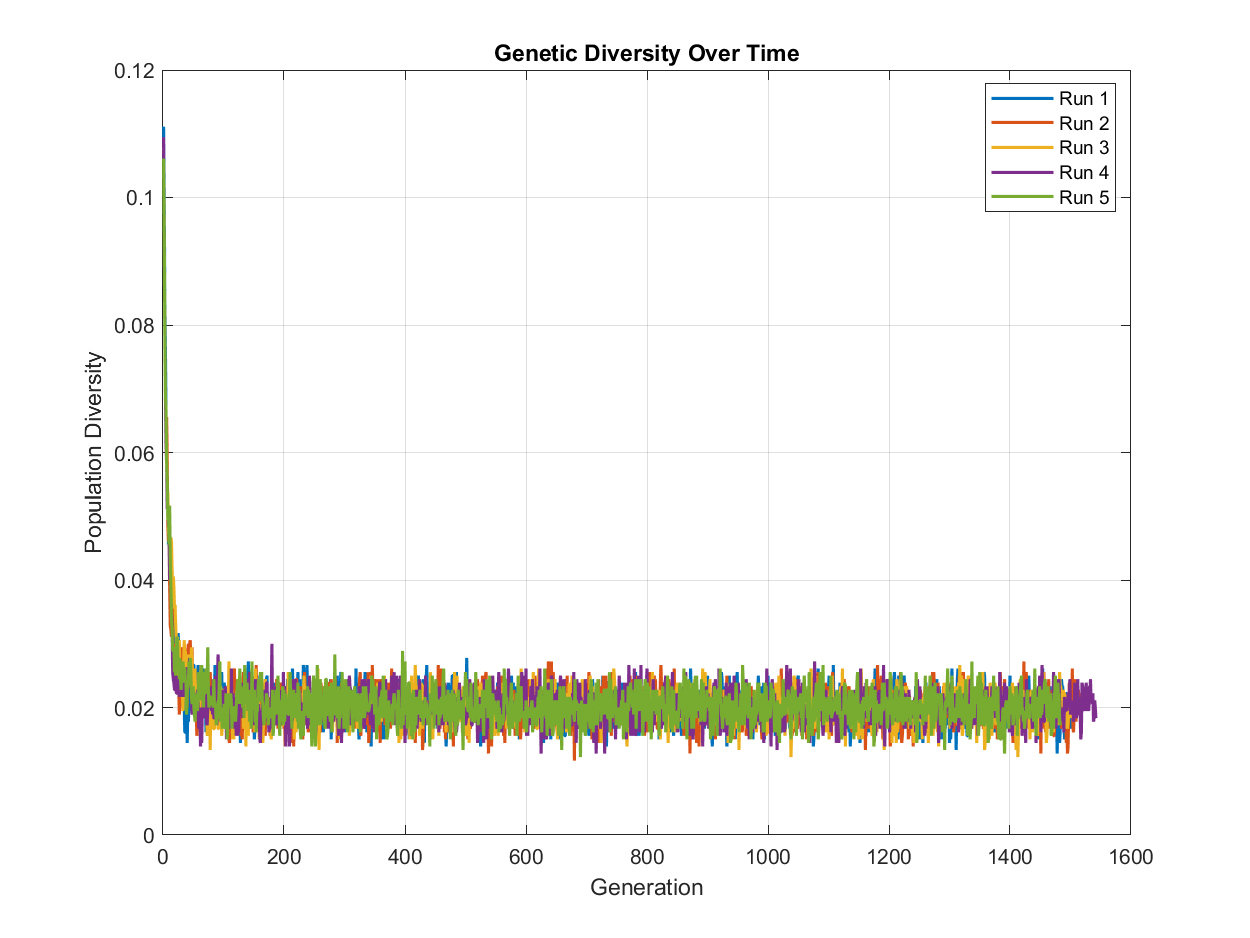 Genetic Diversity Over Time
0.12
0.1
0.08
0.06
0.04
0.02
0
Population Diversity
Run 1
Run 2
Run 3
Run 4
Run 5
0 200 400 600 800 1000 1200 1400 1600
Generation